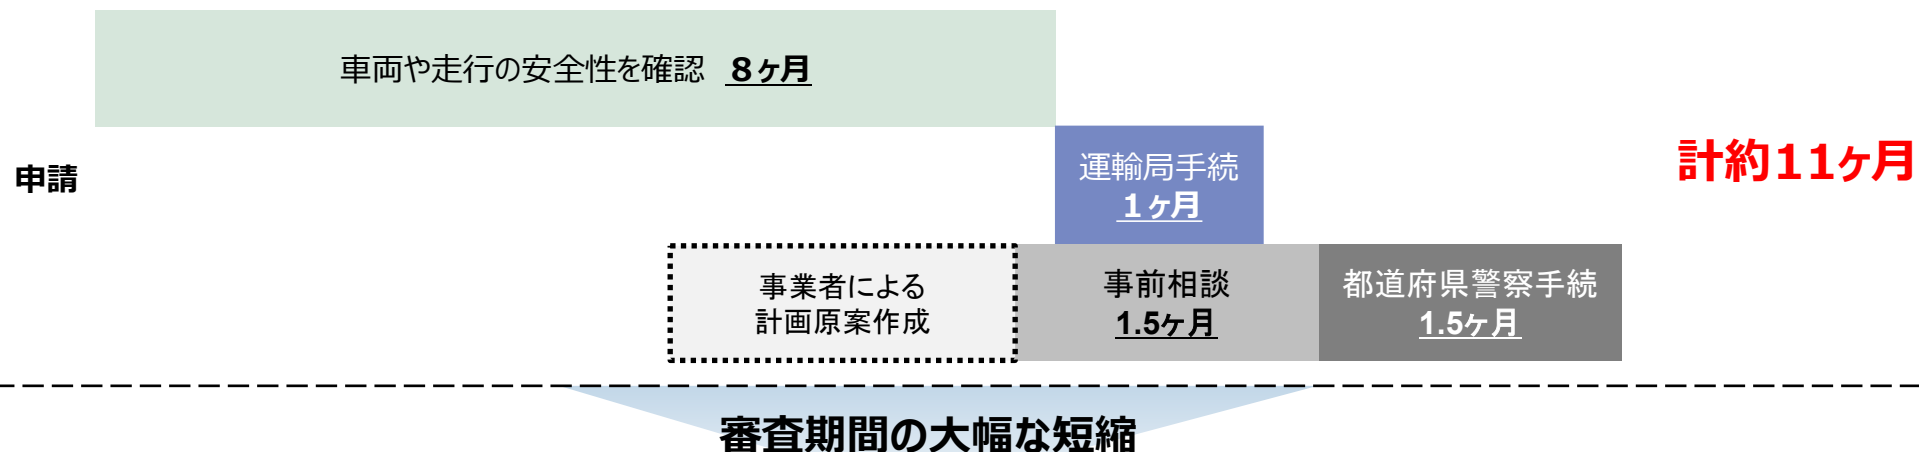 車両や走行の安全性を確認 ８ヶ月
申請
運輸局手続
１ヶ月
計約11ヶ月
事業者による
計画原案作成
事前相談
1.5ヶ月
都道府県警察手続
1.5ヶ月
審査期間の大幅な短縮